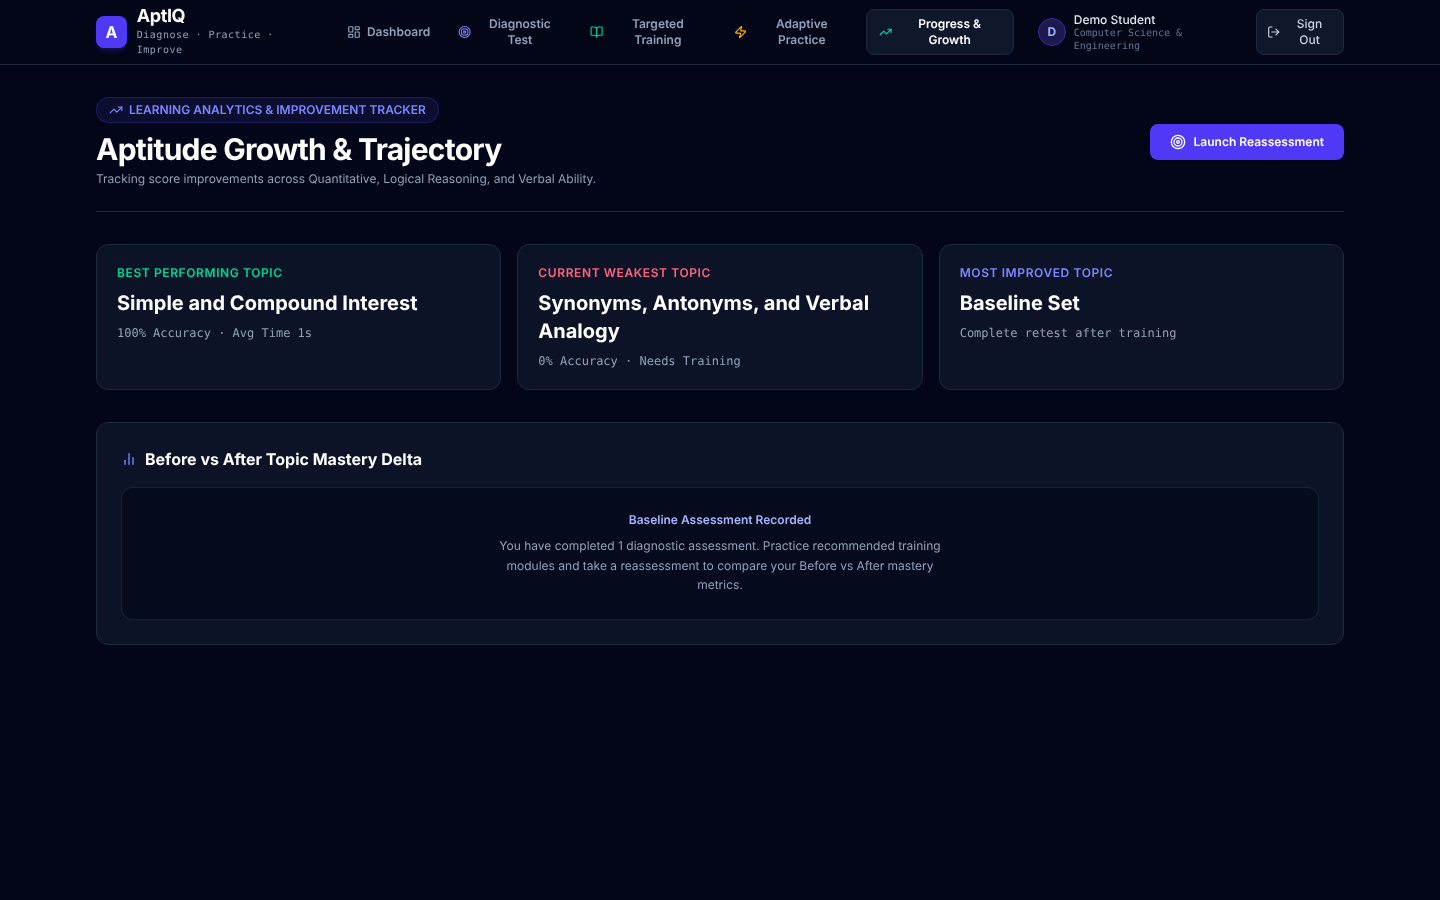 A
AptIQ
Diagnose · Practice ·
Improve
Dashboard
Diagnostic
Test
Targeted
Training
Adaptive
Practice
Progress &
Growth
D
Demo Student
Computer Science &
Engineering
Sign
Out
LEARNING ANALYTICS & IMPROVEMENT TRACKER
Aptitude Growth & Trajectory
Tracking score improvements across Quantitative, Logical Reasoning, and Verbal Ability.
Launch Reassessment
BEST PERFORMING TOPIC
Simple and Compound Interest
100% Accuracy · Avg Time 1s
CURRENT WEAKEST TOPIC
Synonyms, Antonyms, and Verbal
Analogy
0% Accuracy · Needs Training
MOST IMPROVED TOPIC
Baseline Set
Complete retest after training
Before vs After Topic Mastery Delta
Baseline Assessment Recorded
You have completed 1 diagnostic assessment. Practice recommended training
modules and take a reassessment to compare your Before vs After mastery
metrics.